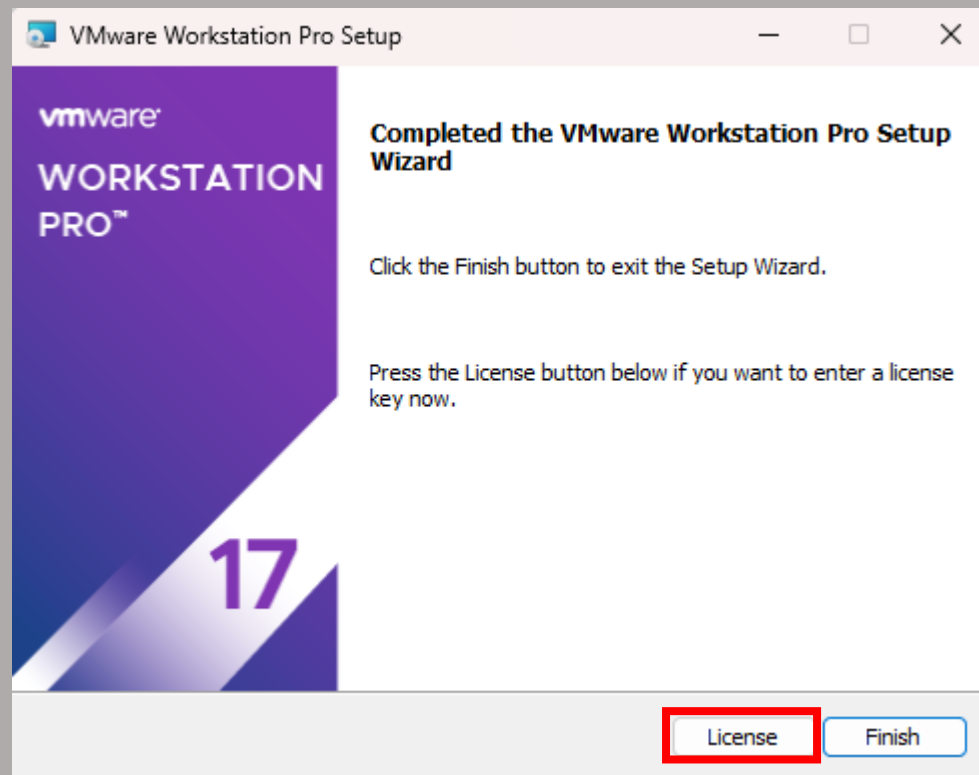 VMware Workstation Pro Setup
vmware
WORKSTATION
PRO™
Completed the VMware Workstation Pro Setup
Wizard
Click the Finish button to exit the Setup Wizard.
Press the License button below if you want to enter a license
key now.
17
License
Finish